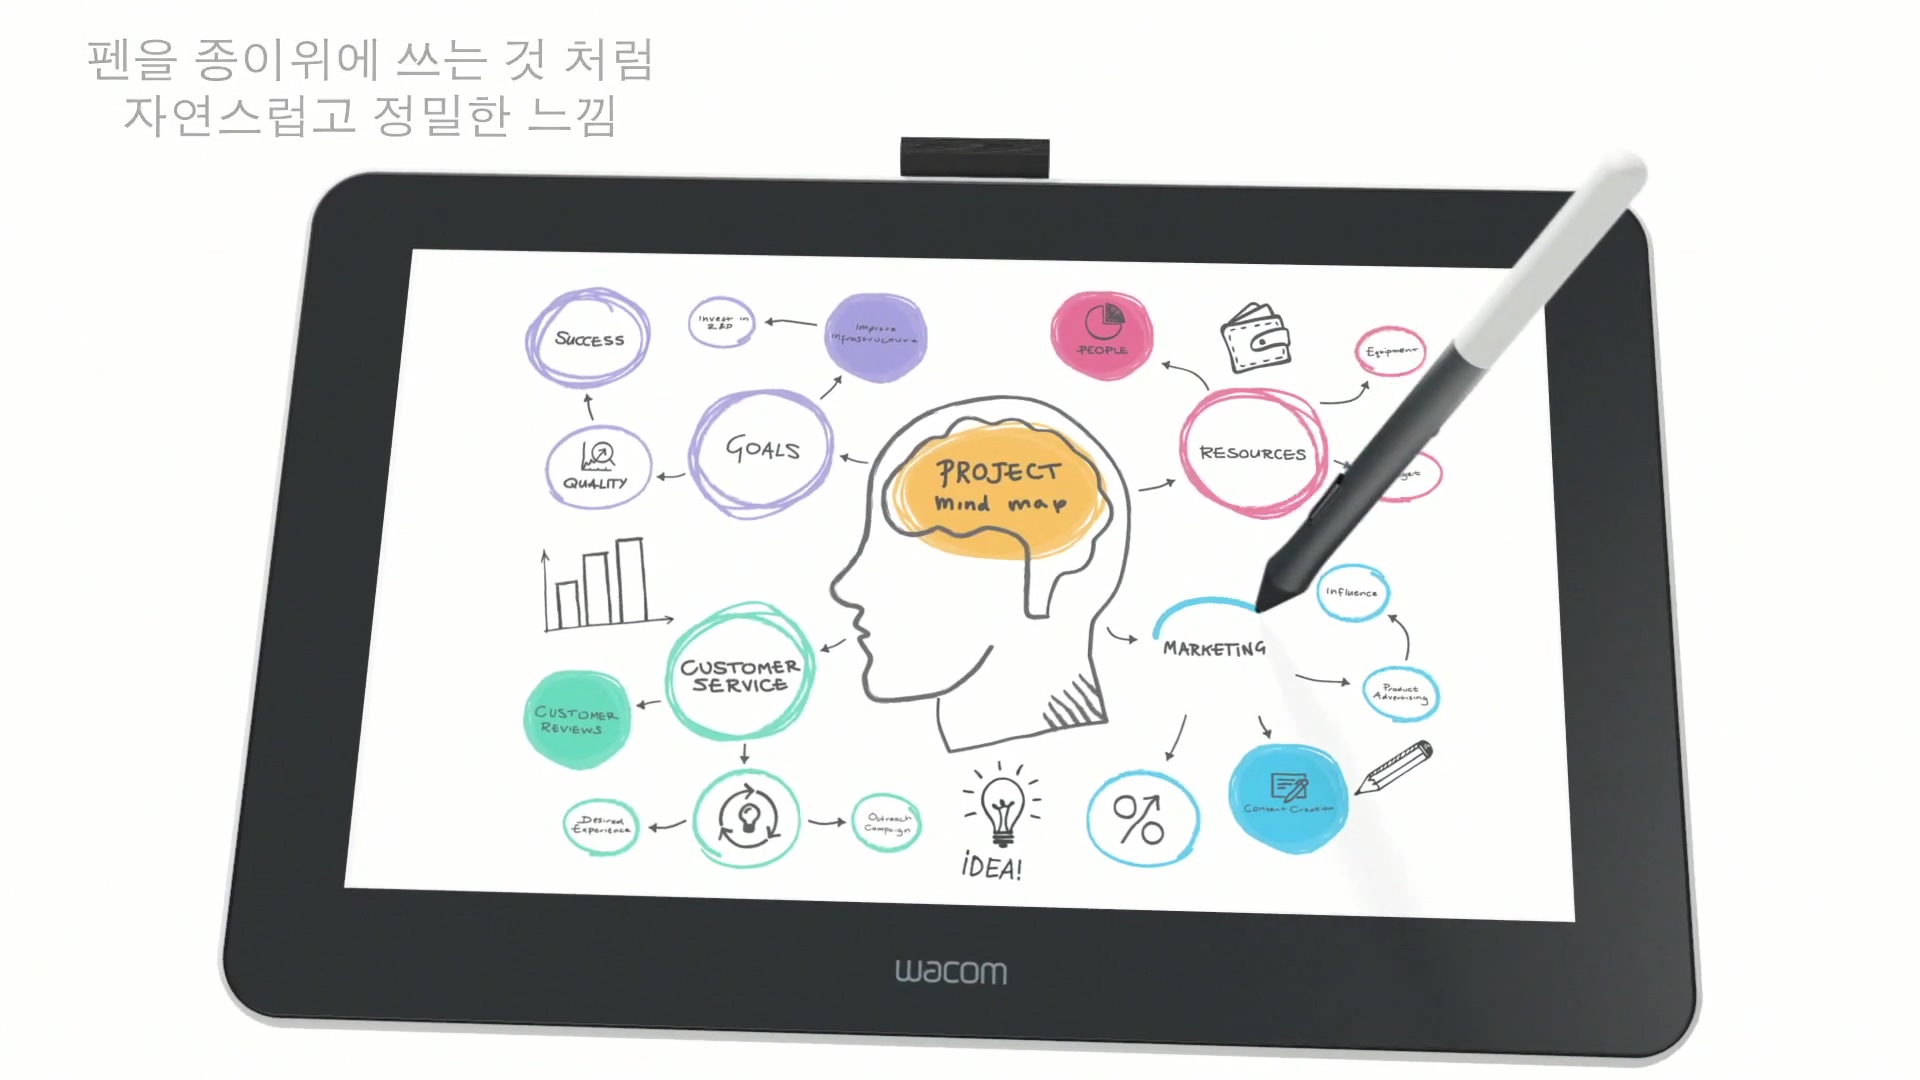 펜을 종이위에 쓰는 것 처럼
자연스럽고 정밀한 느낌
SUCCESS
Invest in
R&D
Improve
Infrastructure
PEOPLE
Equipment
GOALS
RESOURCES
QUALITY
PROJECT
mind map
Influence
MARKETING
CUSTOMER
SERVICE
Product
Advertising
CUSTOMER
REVIEWS
Content Creation
Desired
Experience
Outreach
Campaign
iDEA!
wacom